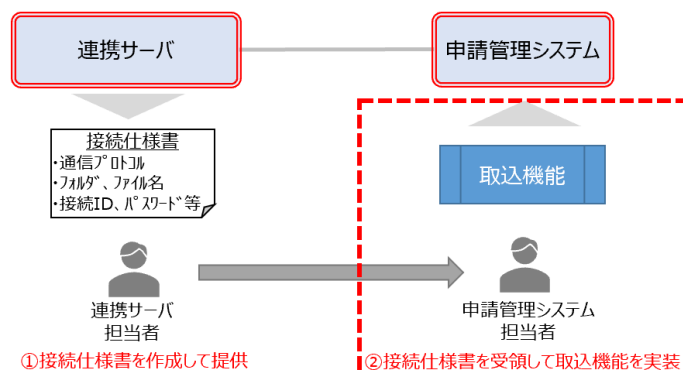 連携サーバ
申請管理システム
接続仕様書
・通信ﾌﾟﾛﾄｺﾙ
・ﾌｫﾙﾀﾞ、ﾌｧｲﾙ名
・接続ID、ﾊﾟｽﾜｰﾄﾞ等
取込機能
連携サーバ
担当者
申請管理システム
担当者
①接続仕様書を作成して提供
②接続仕様書を受領して取込機能を実装